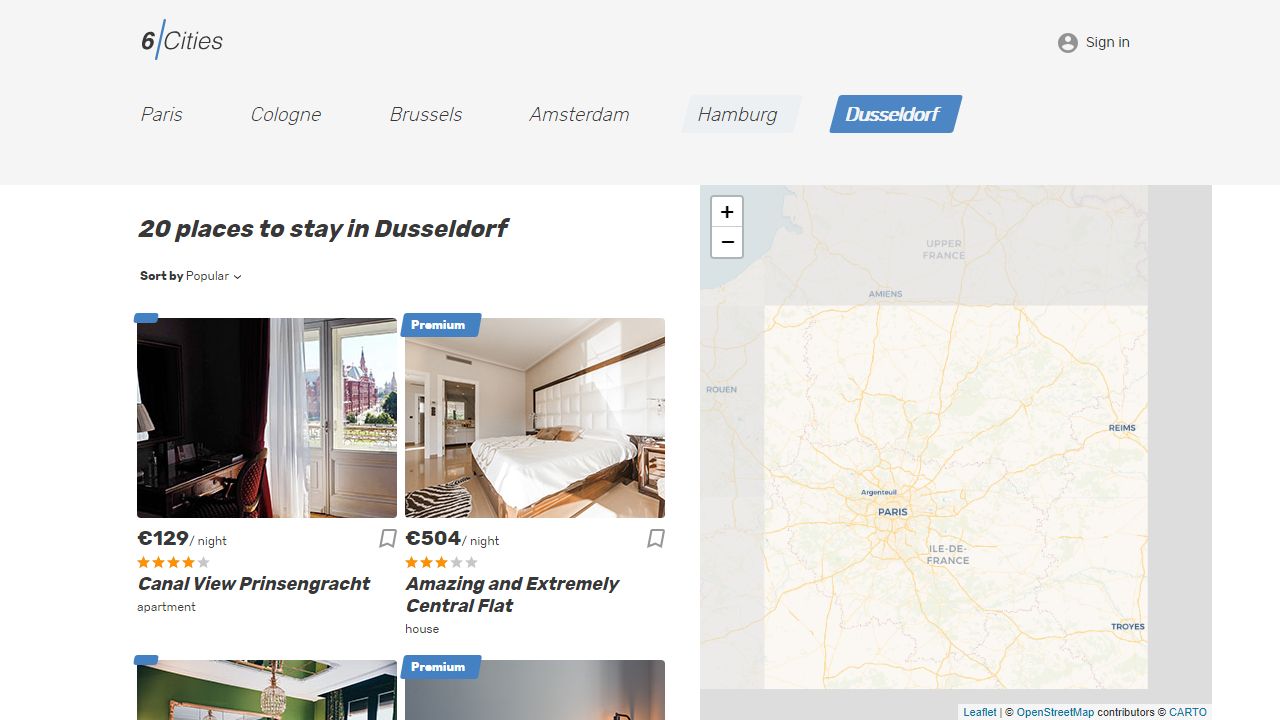 6 Cities
Sign in
Paris
Cologne
Brussels
Amsterdam
Hamburg
Dusseldorf
20 places to stay in Dusseldorf
Sort by Popular
Premium
€129 / night
Canal View Prinsengracht
apartment
€504 / night
Amazing and Extremely
Central Flat
house
Premium
+
−
UPPER
FRANCE
AMIENS
ROUEN
REIMS
Argenteuil
PARIS
ILE-DE-
FRANCE
TROYES
Leaflet | © OpenStreetMap contributors © CARTO